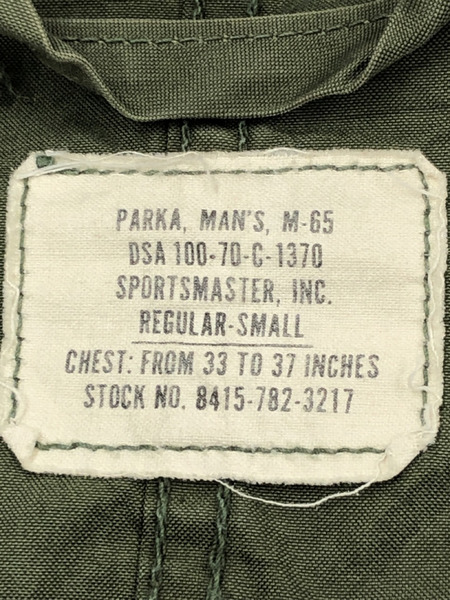 PARKA, MAN'S, M-65
DSA 100-70-C-1370
SPORTSMASTER, INC.
REGULAR-SMALL
CHEST: FROM 33 TO 37 INCHES
STOCK NO. 8415-782-3217